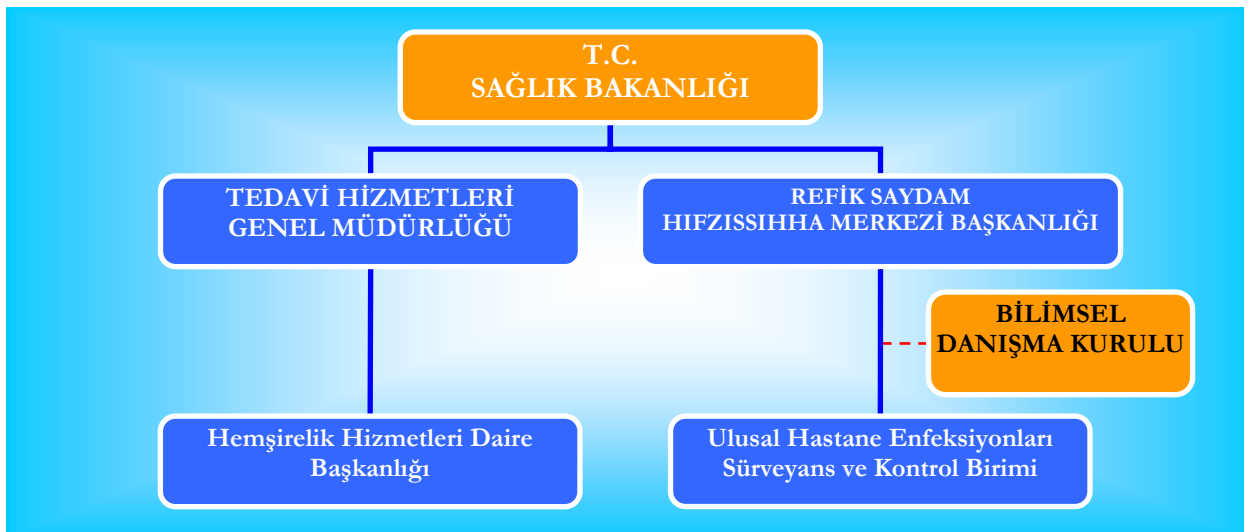 T.C.
SAĞLIK BAKANLIĞI
TEDAVİ HİZMETLERİ
GENEL MÜDÜRLÜĞÜ
REFİK SAYDAM
HIFZISSIHHA MERKEZİ BAŞKANLIĞI
BİLİMSEL
DANIŞMA KURULU
Hemşirelik Hizmetleri Daire
Başkanlığı
Ulusal Hastane Enfeksiyonları
Sürveyans ve Kontrol Birimi